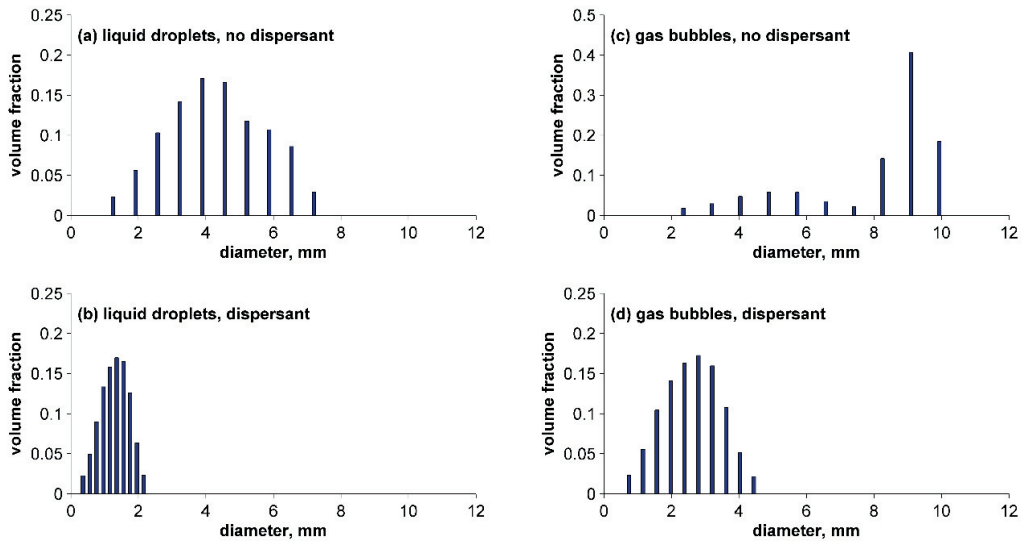 (a) liquid droplets, no dispersant
volume fraction
0.25
0.2
0.15
0.1
0.05
0
0 2 4 6 8 10 12
diameter, mm
(c) gas bubbles, no dispersant
volume fraction
0.5
0.4
0.3
0.2
0.1
0
0 2 4 6 8 10 12
diameter, mm
(b) liquid droplets, dispersant
volume fraction
0.25
0.2
0.15
0.1
0.05
0
0 2 4 6 8 10 12
diameter, mm
(d) gas bubbles, dispersant
volume fraction
0.25
0.2
0.15
0.1
0.05
0
0 2 4 6 8 10 12
diameter, mm